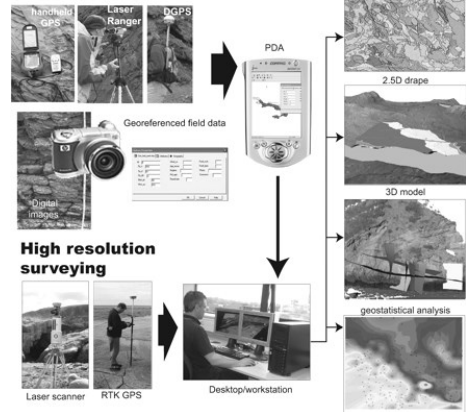 handheld
GPS
Laser
Ranger
DGPS
PDA
2.5D drape
Georeferenced field data
Digital
images
3D model
High resolution
surveying
geostatistical analysis
Laser scanner
RTK GPS
Desktop/workstation